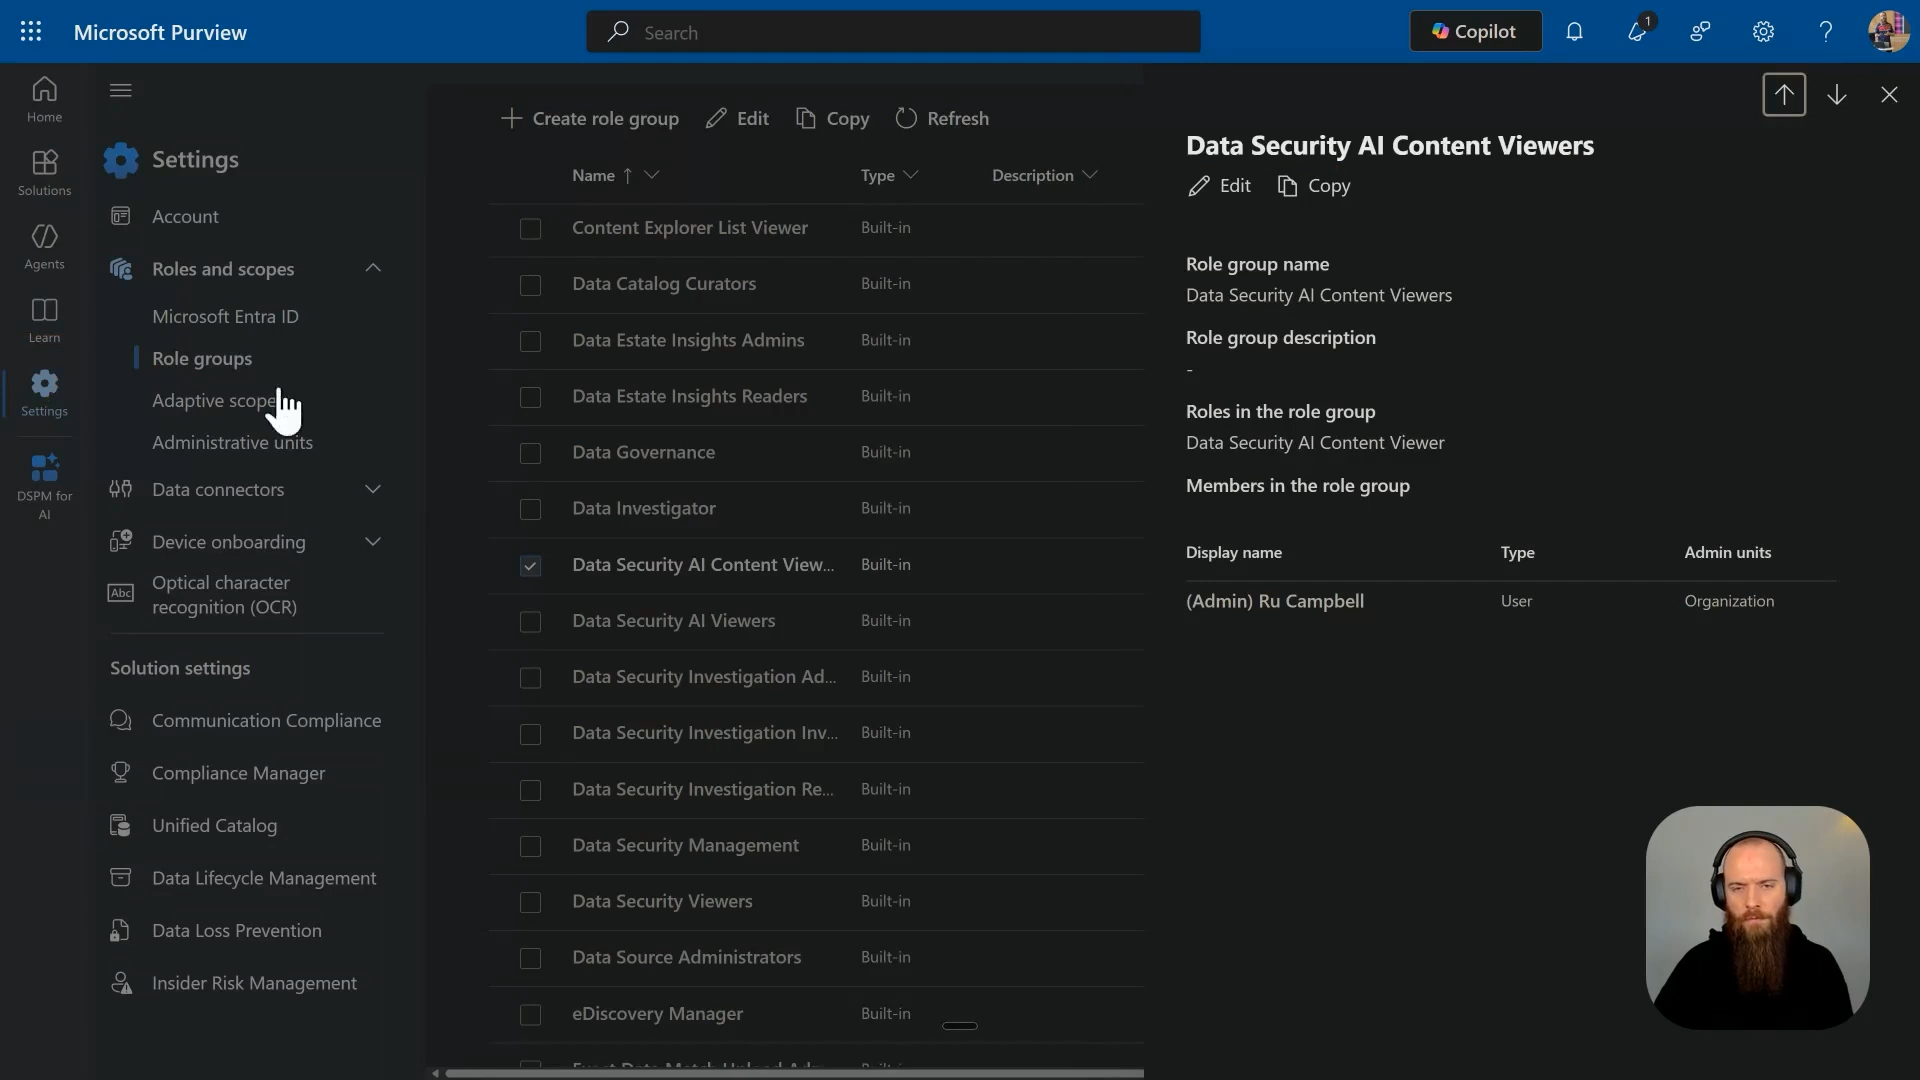 Microsoft Purview
Search
Copilot
1
Home
Solutions
Agents
Learn
Settings
DSPM for
AI
Settings
Account
Roles and scopes
Microsoft Entra ID
Role groups
Adaptive scope
Administrative units
Data connectors
Device onboarding
Abc
Optical character
recognition (OCR)
Solution settings
Communication Compliance
Compliance Manager
Unified Catalog
Data Lifecycle Management
Data Loss Prevention
Insider Risk Management
Create role group Edit Copy Refresh
Name Type Description
Content Explorer List Viewer Built-in
Data Catalog Curators Built-in
Data Estate Insights Admins Built-in
Data Estate Insights Readers Built-in
Data Governance Built-in
Data Investigator Built-in
Data Security AI Content View... Built-in
Data Security AI Viewers Built-in
Data Security Investigation Ad... Built-in
Data Security Investigation Inv... Built-in
Data Security Investigation Re... Built-in
Data Security Management Built-in
Data Security Viewers Built-in
Data Source Administrators Built-in
eDiscovery Manager Built-in
Data Security AI Content Viewers
Edit Copy
Role group name
Data Security AI Content Viewers
Role group description
-
Roles in the role group
Data Security AI Content Viewer
Members in the role group
Display name Type Admin units
(Admin) Ru Campbell User Organization